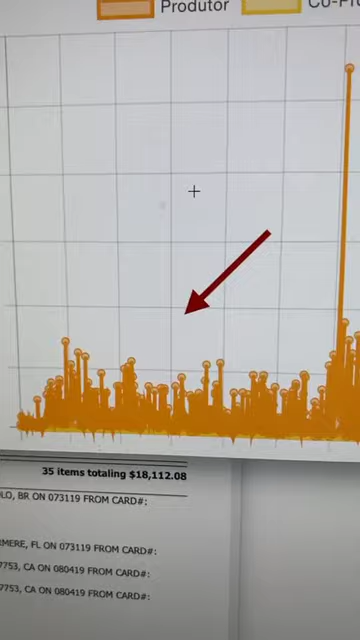 Produtor
35 items totaling $18,112.08
LO, BR ON 073119 FROM CARD#:
RMERE, FL ON 073119 FROM CARD#:
7753, CA ON 080419 FROM CARD#:
7753, CA ON 080419 FROM CARD#: